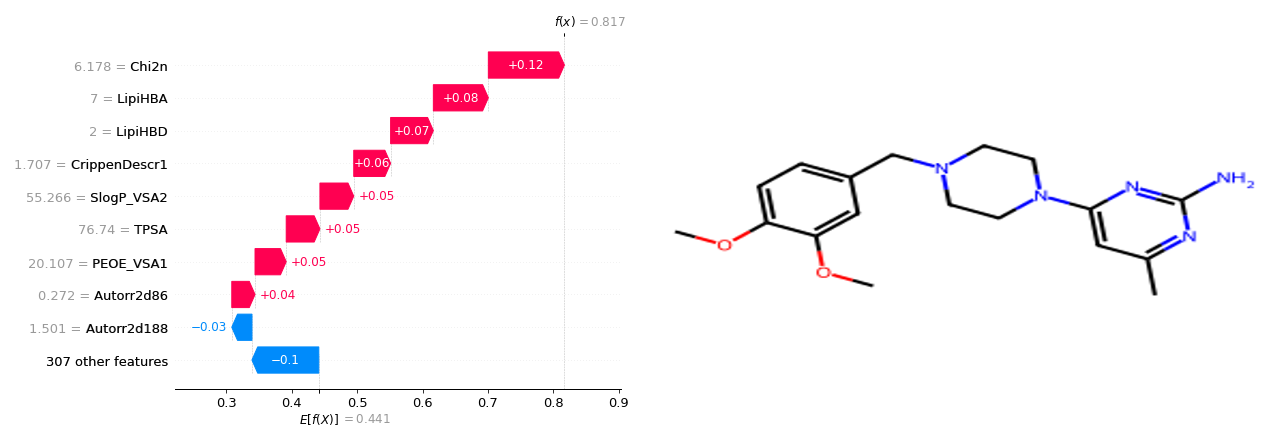 f(x) = 0.817
6.178 = Chi2n
+0.12
7 = LipiHBA
+0.08
2 = LipiHBD
+0.07
1.707 = CrippenDescr1
+0.06
55.266 = SlogP_VSA2
+0.05
76.74 = TPSA
+0.05
20.107 = PEOE_VSA1
+0.05
0.272 = Autorr2d86
+0.04
1.501 = Autorr2d188
−0.03
307 other features
−0.1
0.3 0.4 0.5 0.6 0.7 0.8 0.9
E[f(X)] = 0.441
N
N
N
NH₂
N
O
O